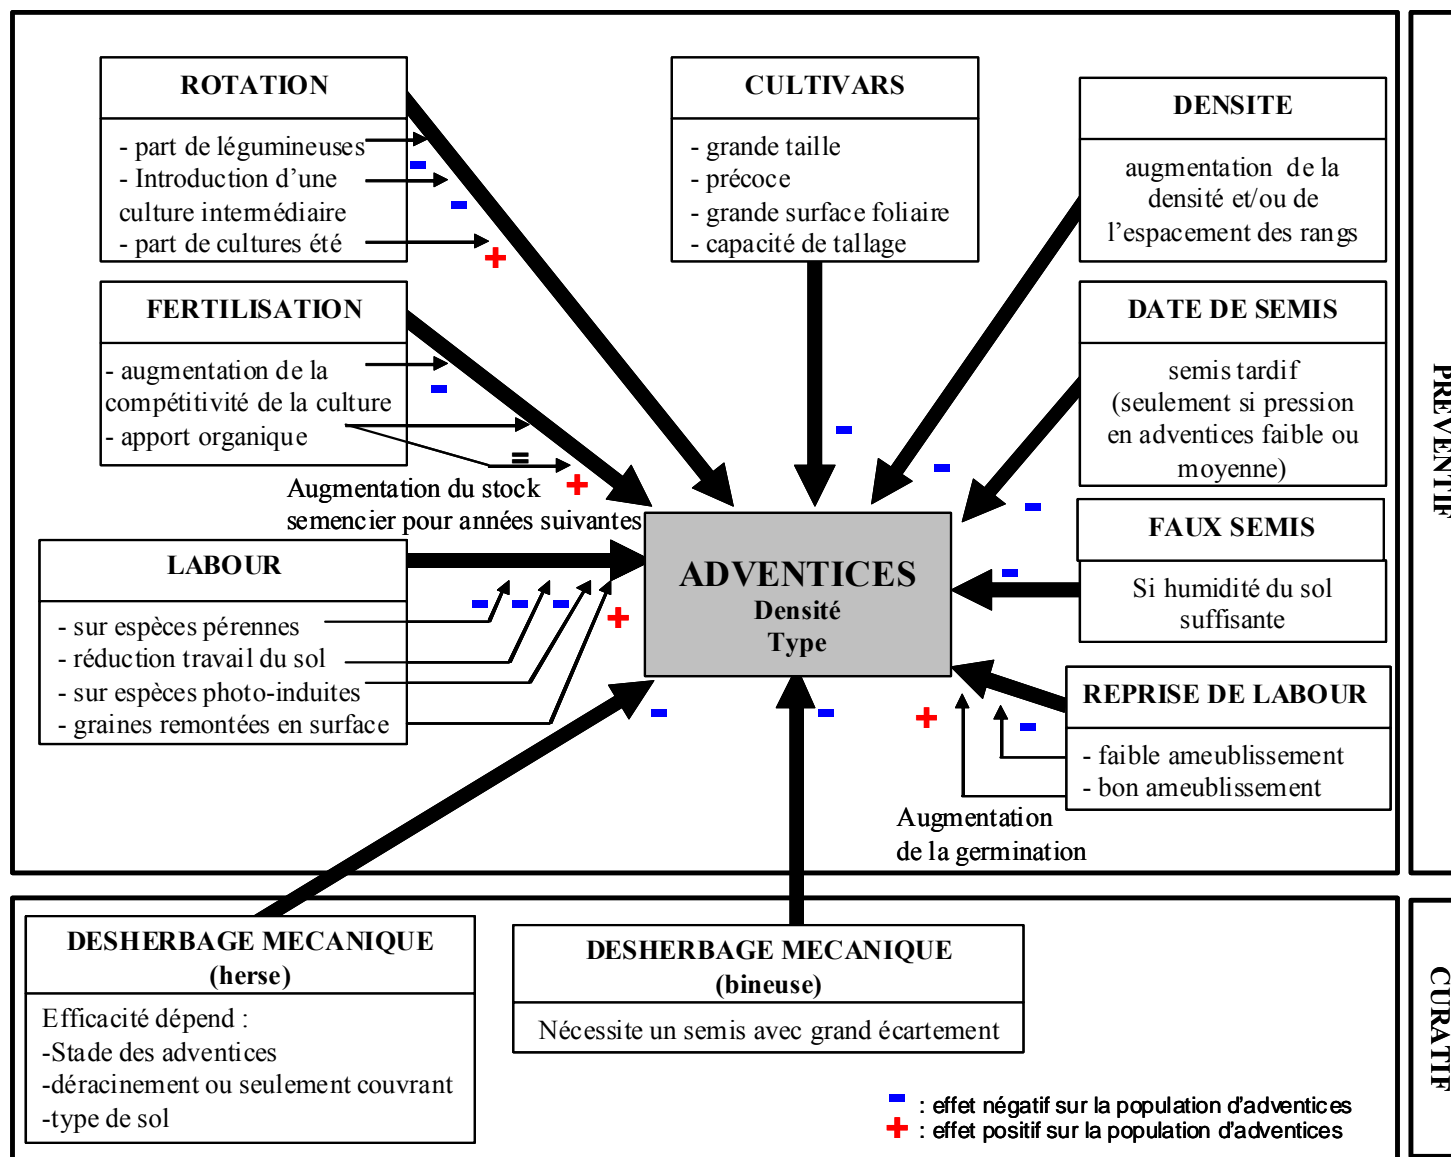 ROTATION
- part de légumineuses
- Introduction d’une
culture intermédiaire
- part de cultures été
CULTIVARS
- grande taille
- précoce
- grande surface foliaire
- capacité de tallage
DENSITE
augmentation de la
densité et/ou de
l’espacement des rangs
FERTILISATION
- augmentation de la
compétitivité de la culture
- apport organique
=
Augmentation du stock
semencier pour années suivantes
DATE DE SEMIS
semis tardif
(seulement si pression
en adventices faible ou
moyenne)
FAUX SEMIS
Si humidité du sol
suffisante
LABOUR
- sur espèces pérennes
- réduction travail du sol
- sur espèces photo-induites
- graines remontées en surface
ADVENTICES
Densité
Type
REPRISE DE LABOUR
- faible ameublissement
- bon ameublissement
Augmentation
de la germination
PREVENTIF
DESHERBAGE MECANIQUE
(herse)
Efficacité dépend :
-Stade des adventices
-déracinement ou seulement couvrant
-type de sol
DESHERBAGE MECANIQUE
(bineuse)
Nécessite un semis avec grand écartement
- : effet négatif sur la population d'adventices
+ : effet positif sur la population d'adventices
CURATIF